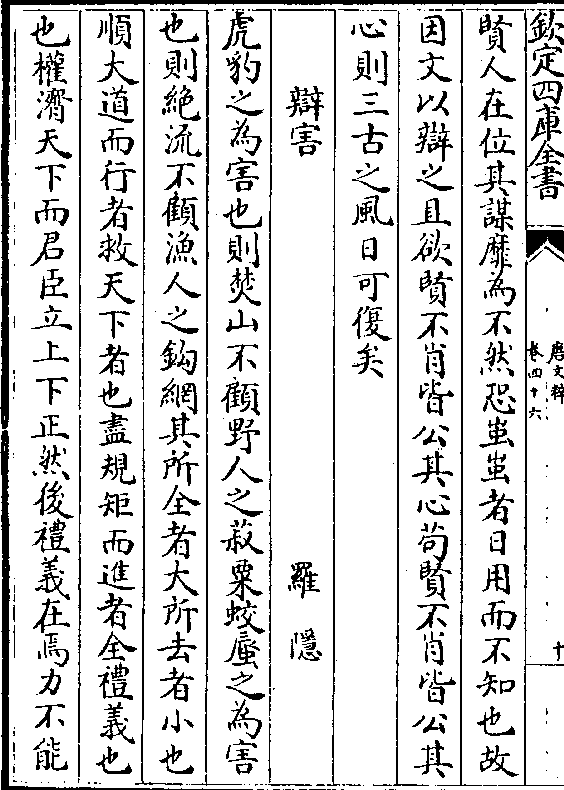 欽定四庫全書
唐文粹
卷四十六
十
賢人在位其謀靡為不然恐蚩蚩者日用而不知也故
因文以辯之且欲賢不肖皆公其心茍賢不肖皆公其
心則三古之風日可復矣
辯害 羅隱
虎豹之為害也則焚山不顧野人之菽粟蛟蜃之為害
也則絶流不顧漁人之鈎網其所全者大所去者小也
順大道而行者救天下者也盡規矩而進者全禮義也
也權濟天下而君臣立上下正然後禮義在焉力不能